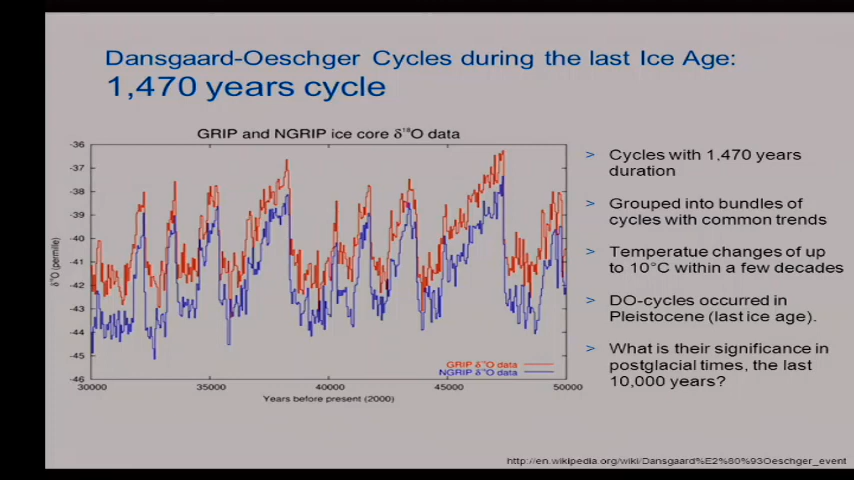 Dansgaard-Oeschger Cycles during the last Ice Age:
1,470 years cycle
GRIP and NGRIP ice core δ¹⁸O data
-36
-37
-38
-39
-40
-41
-42
-43
-44
-45
-46
δ¹⁸O (permille)
30000
35000
40000
45000
50000
Years before present (2000)
GRIP δ¹⁸O data
NGRIP δ¹⁸O data
> Cycles with 1,470 years
duration
> Grouped into bundles of
cycles with common trends
> Temperatue changes of up
to 10°C within a few decades
> DO-cycles occurred in
Pleistocene (last ice age).
> What is their significance in
postglacial times, the last
10,000 years?
http://en.wikipedia.org/wiki/Dansgaard%E2%80%93Oeschger_event